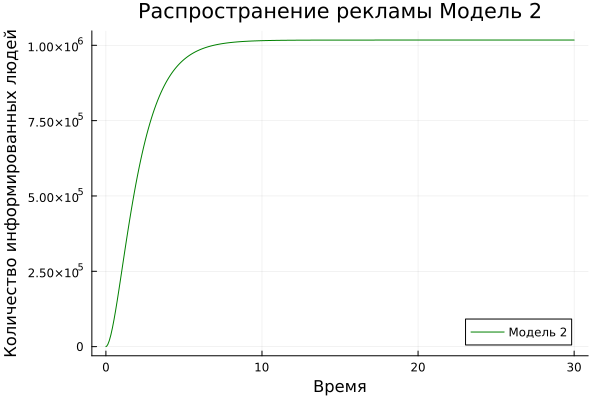 Распространение рекламы Модель 2
Количество информированных людей
1.00×10⁶
7.50×10⁵
5.00×10⁵
2.50×10⁵
0
0 10 20 30
Время
Модель 2